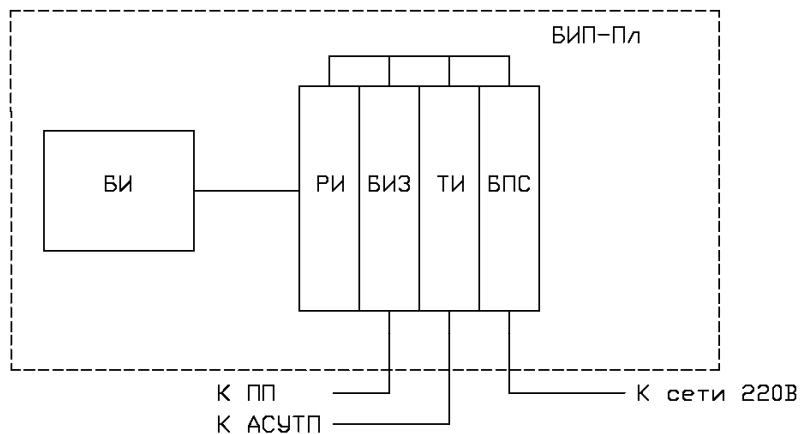 БИП-Пл
БИ
РИ БИЗ ТИ БПС
К ПП
К сети 220В
К АСУТП